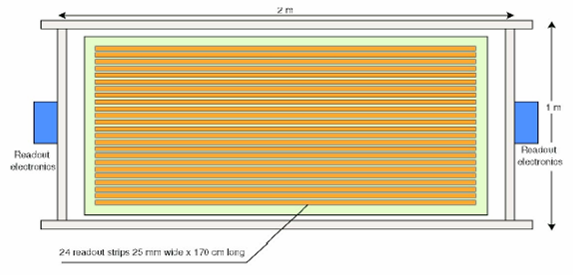 2 m
1 m
Readout
electronics
Readout
electronics
24 readout strips 25 mm wide x 170 cm long